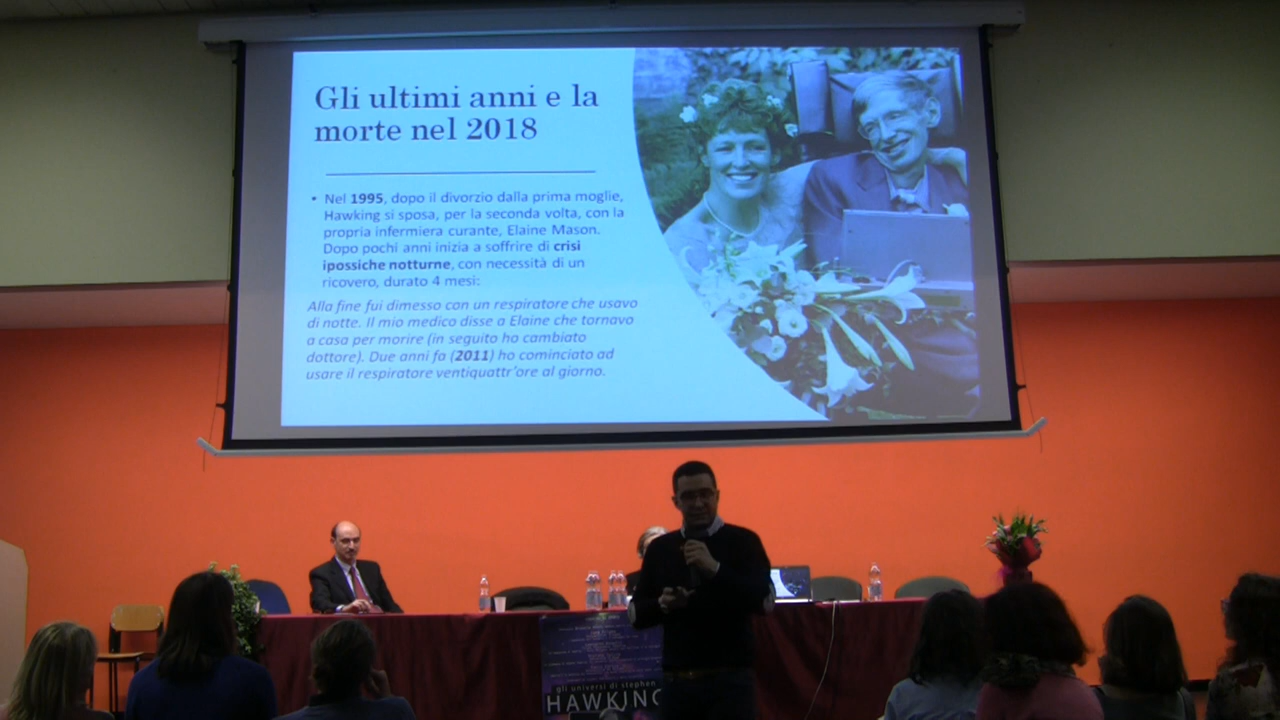 Gli ultimi anni e la
morte nel 2018
• Nel 1995, dopo il divorzio dalla prima moglie,
Hawking si sposa, per la seconda volta, con la
propria infermiera curante, Elaine Mason.
Dopo pochi anni inizia a soffrire di crisi
ipossiche notturne, con necessità di un
ricovero, durato 4 mesi:
Alla fine fui dimesso con un respiratore che usavo
di notte. Il mio medico disse a Elaine che tornavo
a casa per morire (in seguito ho cambiato
dottore). Due anni fa (2011) ho cominciato ad
usare il respiratore ventiquattr'ore al giorno.
gli universi di stephen
HAWKING